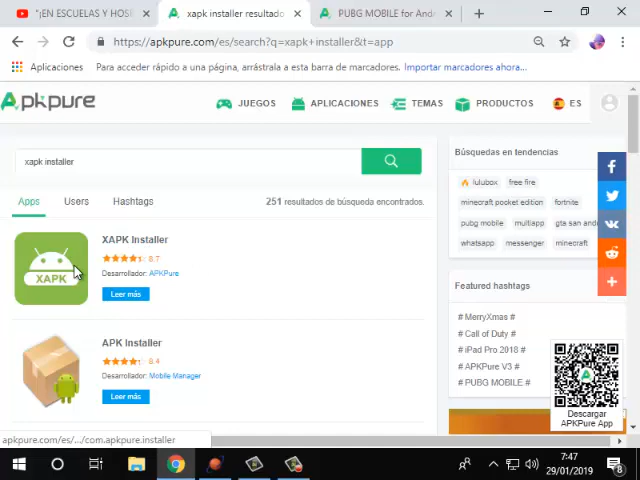 "¡EN ESCUELAS Y HOSP
xapk installer resultado
PUBG MOBILE for Andr
https://apkpure.com/es/search?q=xapk+installer&t=app
Aplicaciones
Para acceder rápido a una página, arrástrala a esta barra de marcadores.
Importar marcadores ahora...
Apkpure
JUEGOS
APLICACIONES
TEMAS
PRODUCTOS
ES
xapk installer
Apps
Users
Hashtags
251 resultados de búsqueda encontrados.
XAPK
XAPK Installer
8.7
Desarrollador: APKPure
Leer más
APK Installer
8.4
Desarrollador: Mobile Manager
Leer más
Búsquedas en tendencias
lulubox
free fire
minecraft pocket edition
fortnite
pubg mobile
multiapp
gta san and
whatsapp
messenger
minecraft
Featured hashtags
# MerryXmas #
# Call of Duty #
# iPad Pro 2018 #
# APKPure V3 #
# PUBG MOBILE #
Descargar
APKPure App
apkpure.com/es/.../com.apkpure.installer
7:47
29/01/2019
8